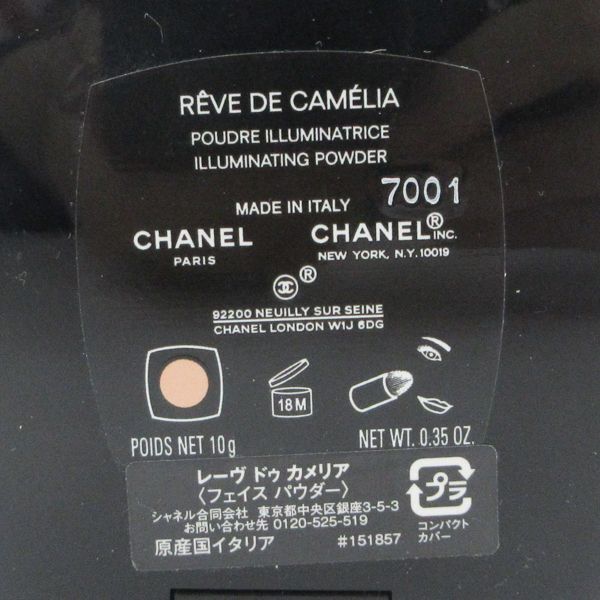 RÊVE DE CAMÉLIA
POUDRE ILLUMINATRICE
ILLUMINATING POWDER
7001
MADE IN ITALY
CHANEL CHANEL® INC.
PARIS NEW YORK, N.Y. 10019
®
92200 NEUILLY SUR SEINE
CHANEL LONDON W1J 6DG
18 M
POIDS NET 10g NET WT. 0.35 OZ.
レーヴ ドゥ カメリア
〈フェイス パウダー〉
シャネル合同会社 東京都中央区銀座3-5-3
お問い合わせ先 0120-525-519
原産国イタリア #151857
プラ
コンパクト
カバー